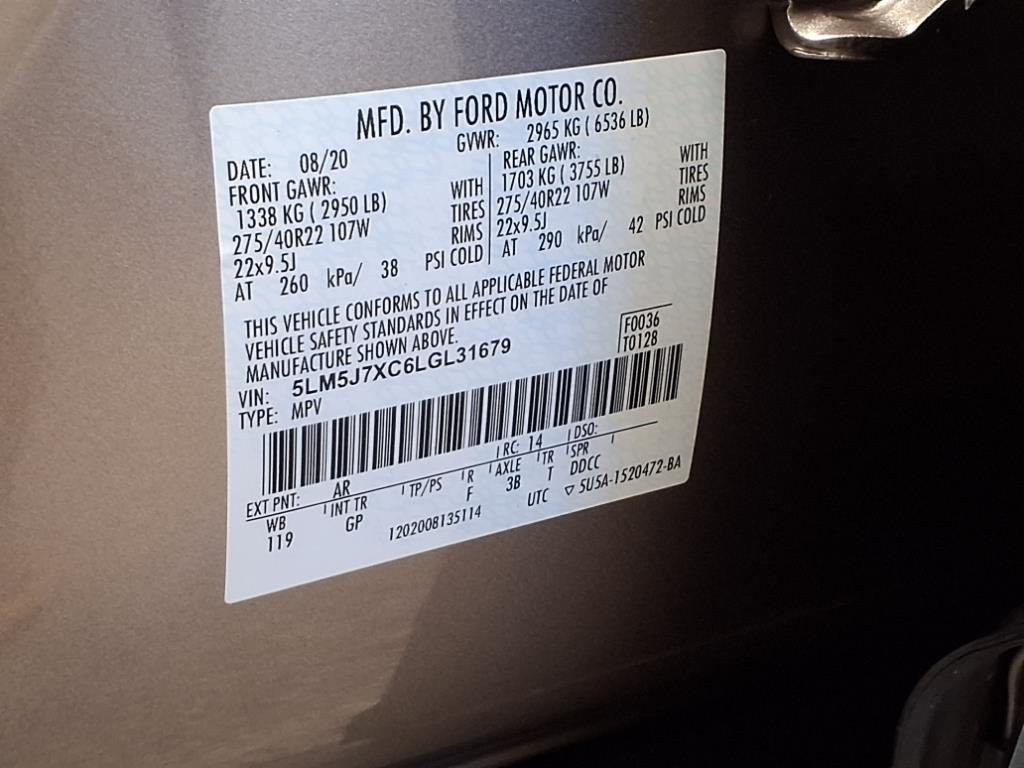 MFD. BY FORD MOTOR CO.
DATE: 08/20 GVWR: 2965 KG ( 6536 LB)
FRONT GAWR: REAR GAWR:
1338 KG ( 2950 LB) WITH 1703 KG ( 3755 LB) WITH
275/40R22 107W TIRES 275/40R22 107W TIRES
22x9.5J RIMS 22x9.5J RIMS
AT 260 kPa/ 38 PSI COLD AT 290 kPa/ 42 PSI COLD
THIS VEHICLE CONFORMS TO ALL APPLICABLE FEDERAL MOTOR
VEHICLE SAFETY STANDARDS IN EFFECT ON THE DATE OF
MANUFACTURE SHOWN ABOVE.
F0036
VIN: 5LM5J7XC6LGL31679 T0128
TYPE: MPV
EXT PNT: AR RC: 14 DSO:
WB INT TR TP/PS R AXLE TR SPR
119 GP F 3B T DDCC
1202008135114 UTC ▽ 5U5A-1520472-BA